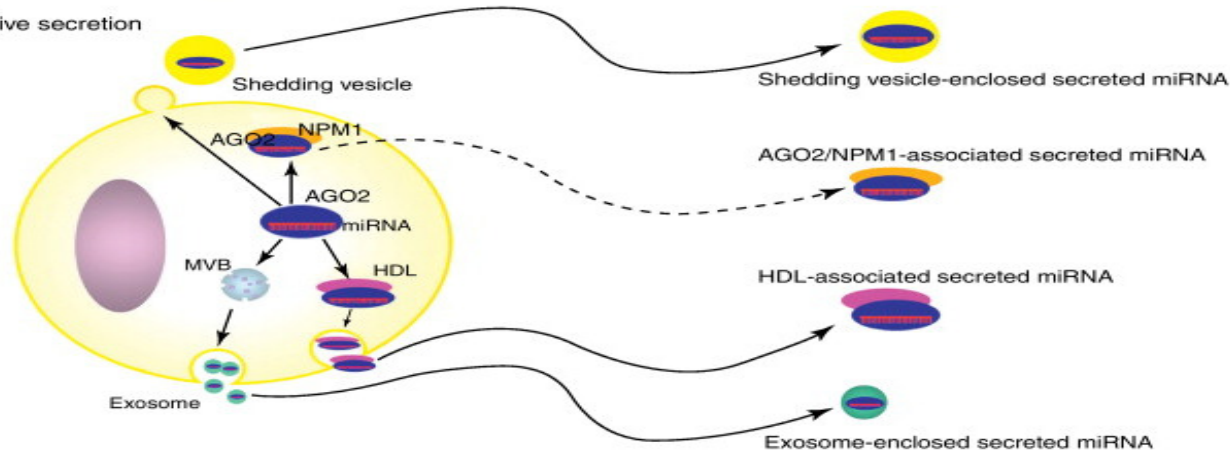 ive secretion
Shedding vesicle
Shedding vesicle-enclosed secreted miRNA
NPM1
AGO2
AGO2/NPM1-associated secreted miRNA
AGO2
miRNA
MVB
HDL
HDL-associated secreted miRNA
Exosome
Exosome-enclosed secreted miRNA